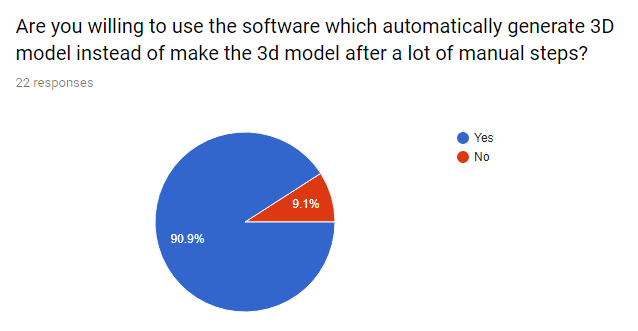 Are you willing to use the software which automatically generate 3D
model instead of make the 3d model after a lot of manual steps?
22 responses
Yes
No
9.1%
90.9%